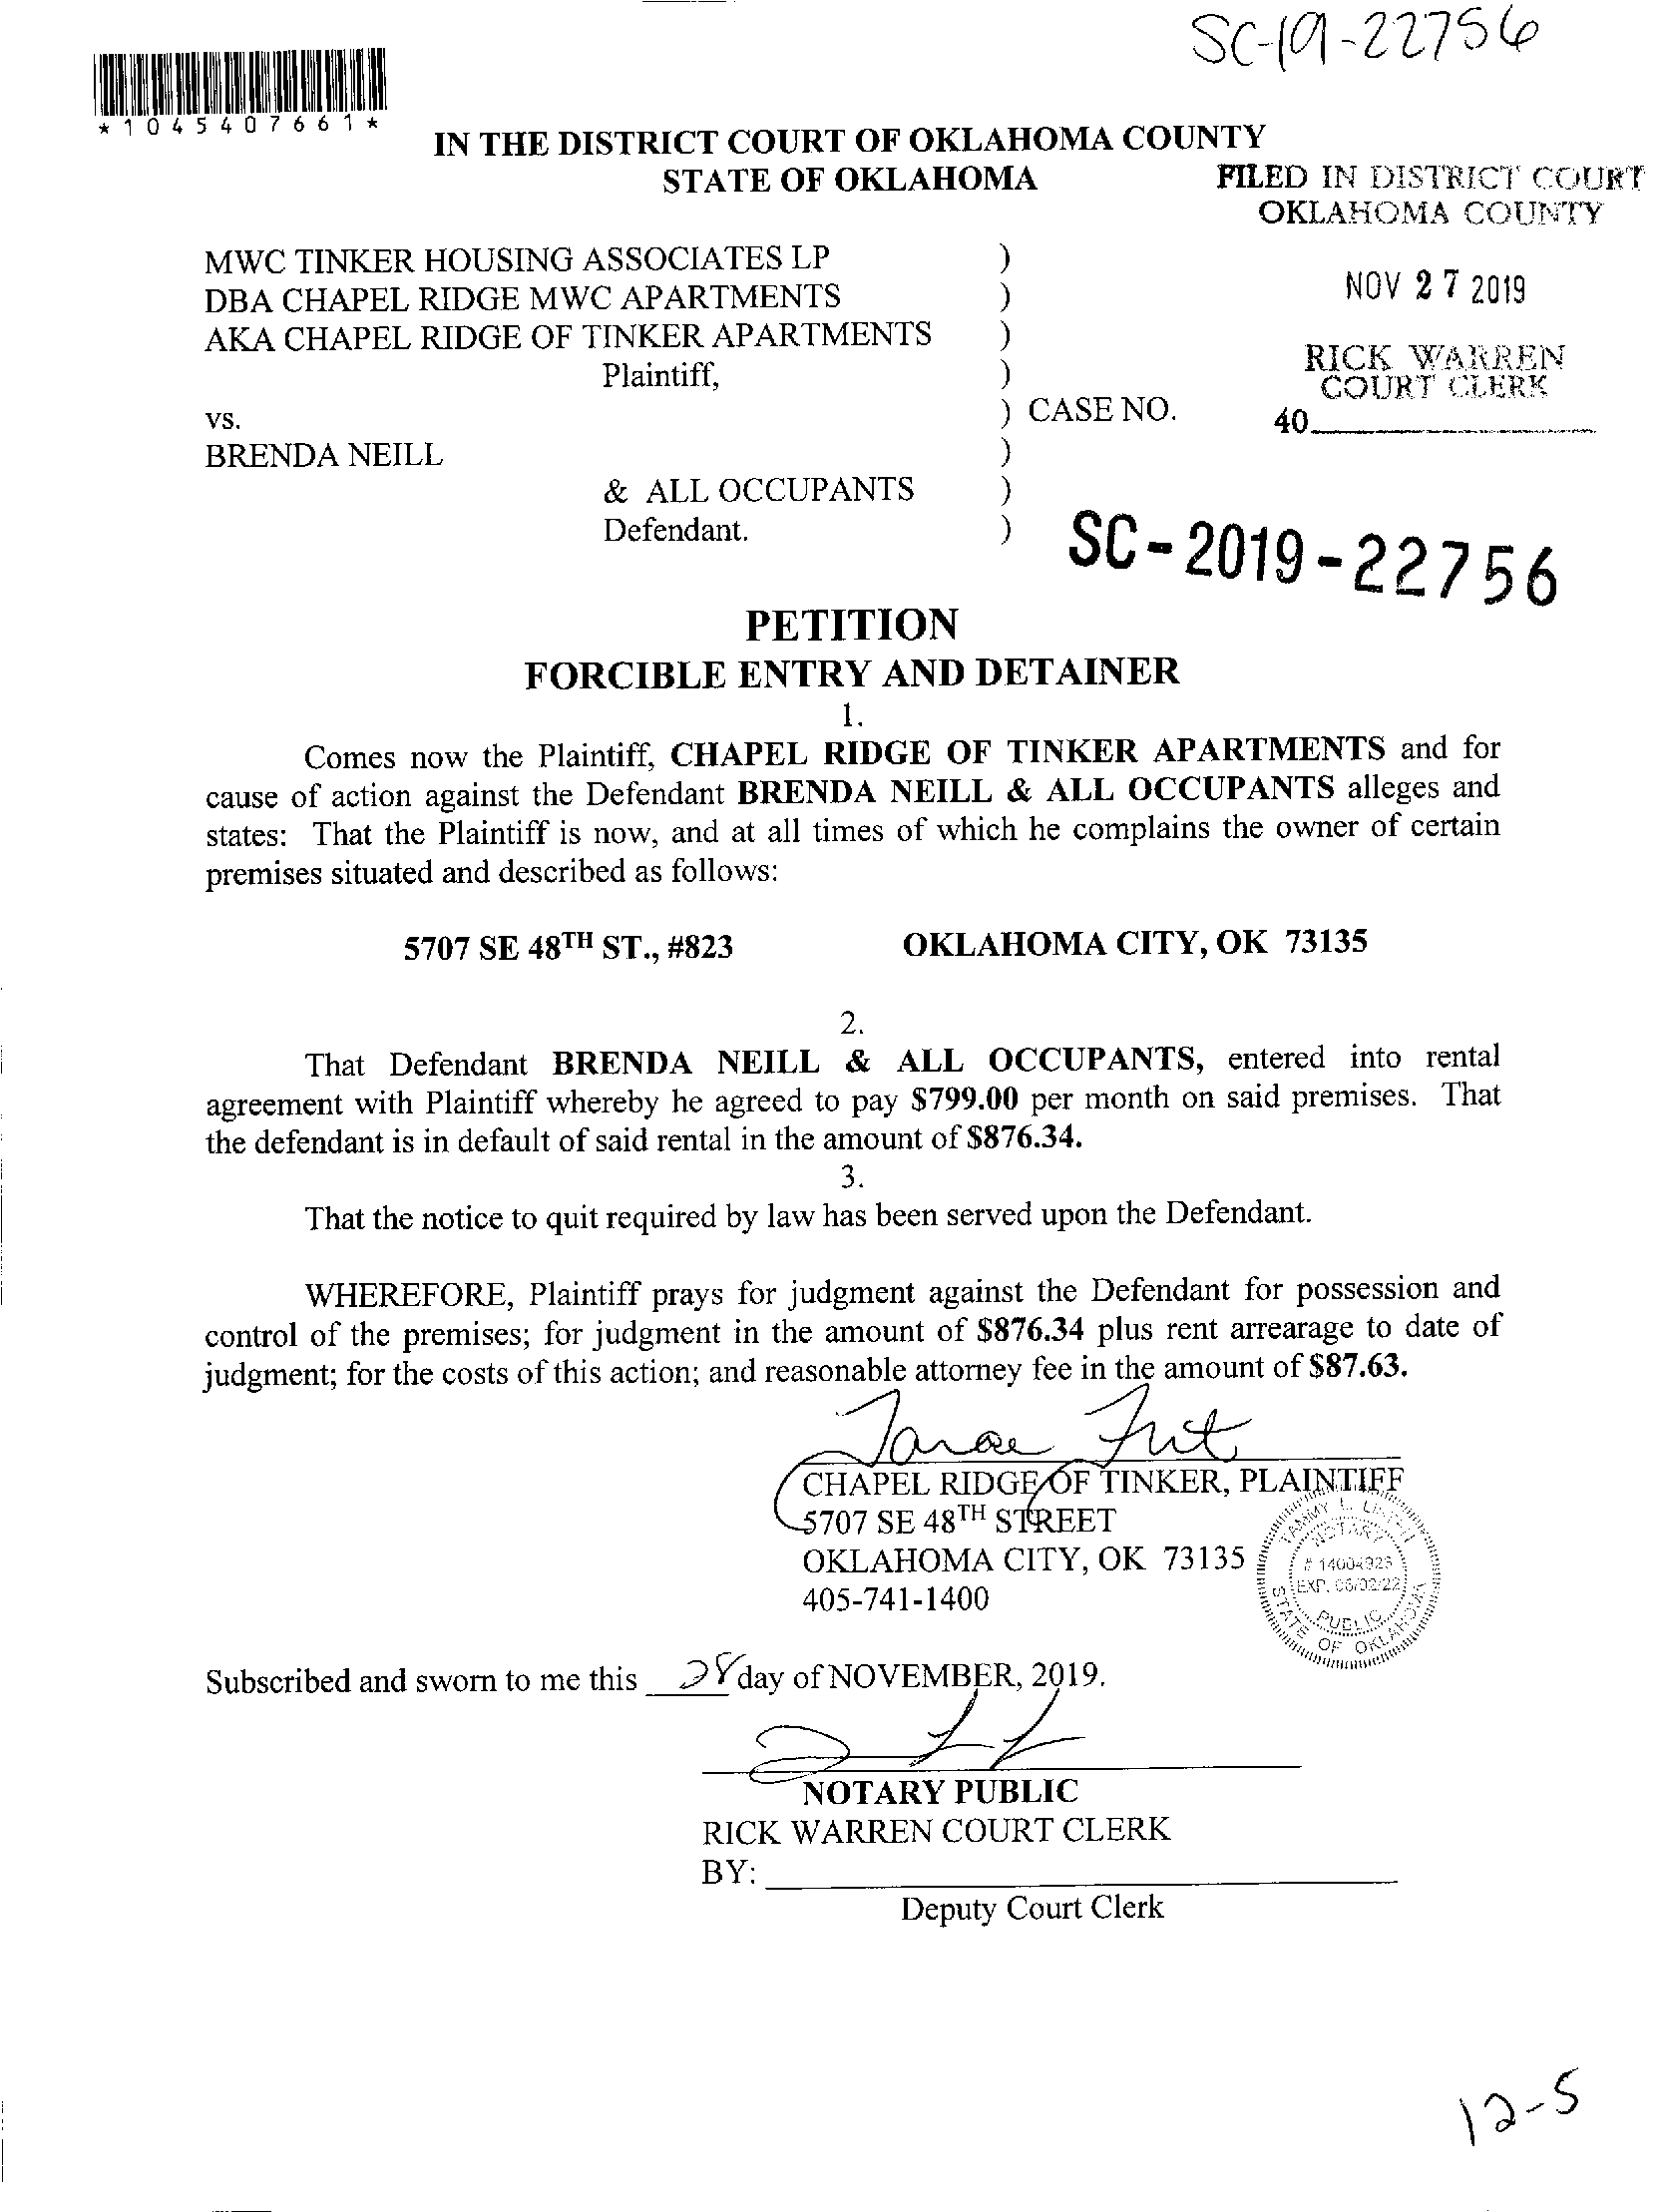 SC-19-22756
*1045407661*
IN THE DISTRICT COURT OF OKLAHOMA COUNTY
STATE OF OKLAHOMA
FILED IN DISTRICT COURT
OKLAHOMA COUNTY
MWC TINKER HOUSING ASSOCIATES LP )
DBA CHAPEL RIDGE MWC APARTMENTS )
NOV 27 2019
AKA CHAPEL RIDGE OF TINKER APARTMENTS )
RICK WARREN
COURT CLERK
Plaintiff, )
vs. ) CASE NO.
40
BRENDA NEILL )
& ALL OCCUPANTS )
Defendant. )
SC-2019-22756
PETITION
FORCIBLE ENTRY AND DETAINER
1.
Comes now the Plaintiff, CHAPEL RIDGE OF TINKER APARTMENTS and for
cause of action against the Defendant BRENDA NEILL & ALL OCCUPANTS alleges and
states: That the Plaintiff is now, and at all times of which he complains the owner of certain
premises situated and described as follows:
5707 SE 48TH ST., #823 OKLAHOMA CITY, OK 73135
2.
That Defendant BRENDA NEILL & ALL OCCUPANTS, entered into rental
agreement with Plaintiff whereby he agreed to pay $799.00 per month on said premises. That
the defendant is in default of said rental in the amount of $876.34.
3.
That the notice to quit required by law has been served upon the Defendant.
WHEREFORE, Plaintiff prays for judgment against the Defendant for possession and
control of the premises; for judgment in the amount of $876.34 plus rent arrearage to date of
judgment; for the costs of this action; and reasonable attorney fee in the amount of $87.63.
CHAPEL RIDGE OF TINKER, PLAINTIFF
5707 SE 48TH STREET
OKLAHOMA CITY, OK 73135
405-741-1400
TAMMY L.
NOTARY
# 14004923
EXP. 06/02/22
PUBLIC
STATE OF OKLAHOMA
Subscribed and sworn to me this 28 day of NOVEMBER, 2019.
NOTARY PUBLIC
RICK WARREN COURT CLERK
BY:
Deputy Court Clerk
12-5